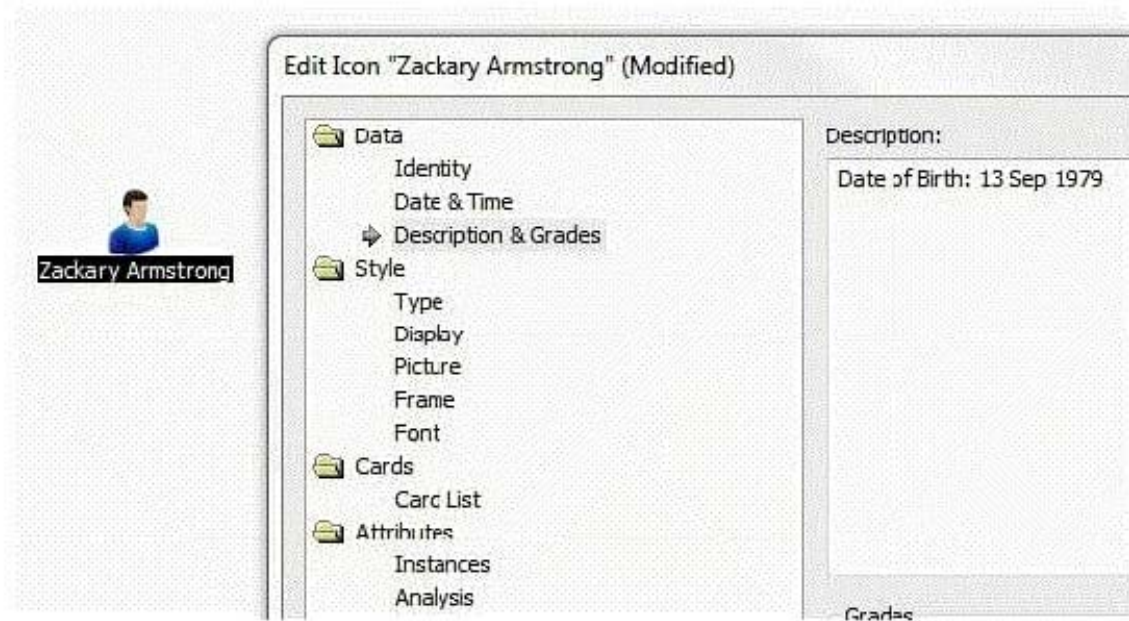 Edit Icon "Zackary Armstrong" (Modified)
Zackary Armstrong
Data
Identity
Date & Time
Description & Grades
Style
Type
Display
Picture
Frame
Font
Cards
Card List
Attributes
Instances
Analysis
Description:
Date of Birth: 13 Sep 1979
Grades